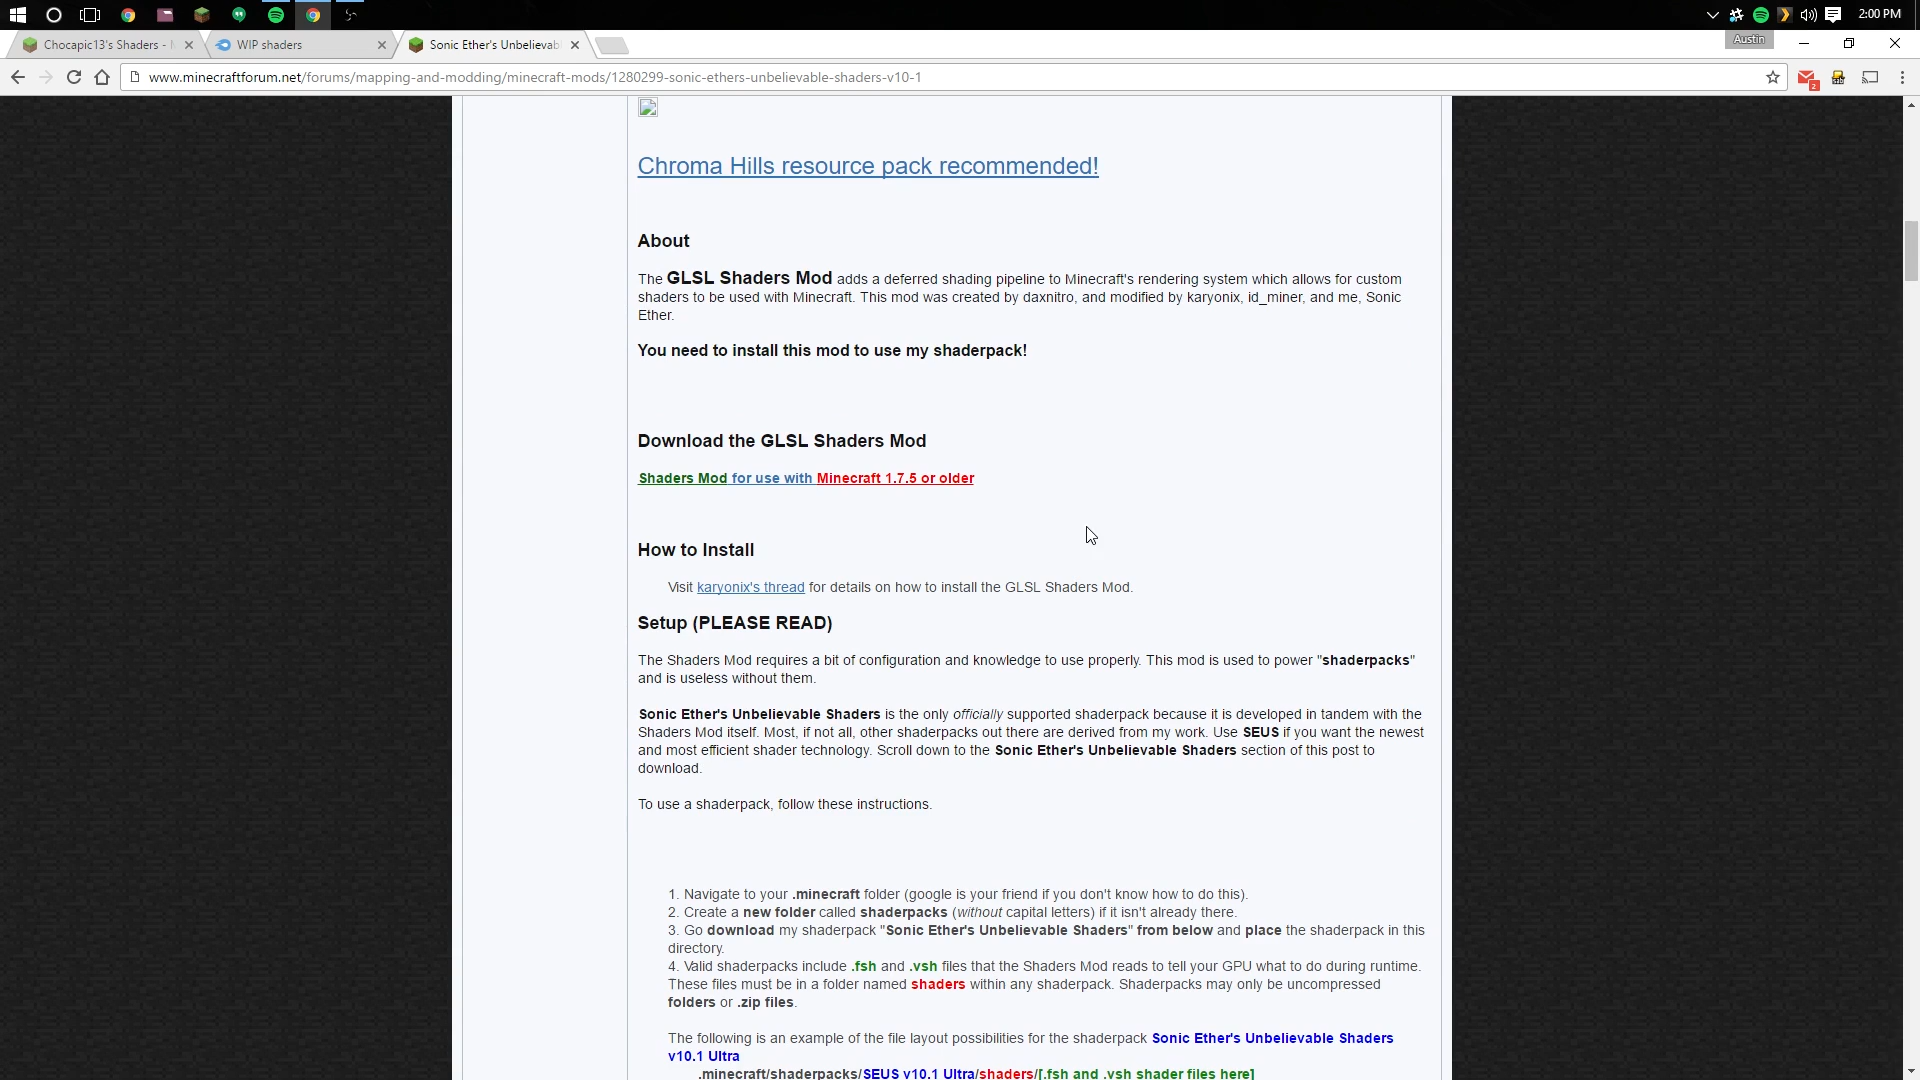 2:00 PM
Chocapic13's Shaders -
WIP shaders
Sonic Ether's Unbelievab
Austin
www.minecraftforum.net/forums/mapping-and-modding/minecraft-mods/1280299-sonic-ethers-unbelievable-shaders-v10-1
2
Chroma Hills resource pack recommended!
About
The GLSL Shaders Mod adds a deferred shading pipeline to Minecraft's rendering system which allows for custom
shaders to be used with Minecraft. This mod was created by daxnitro, and modified by karyonix, id_miner, and me, Sonic
Ether.
You need to install this mod to use my shaderpack!
Download the GLSL Shaders Mod
Shaders Mod for use with Minecraft 1.7.5 or older
How to Install
Visit karyonix's thread for details on how to install the GLSL Shaders Mod.
Setup (PLEASE READ)
The Shaders Mod requires a bit of configuration and knowledge to use properly. This mod is used to power "shaderpacks"
and is useless without them.
Sonic Ether's Unbelievable Shaders is the only officially supported shaderpack because it is developed in tandem with the
Shaders Mod itself. Most, if not all, other shaderpacks out there are derived from my work. Use SEUS if you want the newest
and most efficient shader technology. Scroll down to the Sonic Ether's Unbelievable Shaders section of this post to
download.
To use a shaderpack, follow these instructions.
1. Navigate to your .minecraft folder (google is your friend if you don't know how to do this).
2. Create a new folder called shaderpacks (without capital letters) if it isn't already there.
3. Go download my shaderpack "Sonic Ether's Unbelievable Shaders" from below and place the shaderpack in this
directory.
4. Valid shaderpacks include .fsh and .vsh files that the Shaders Mod reads to tell your GPU what to do during runtime.
These files must be in a folder named shaders within any shaderpack. Shaderpacks may only be uncompressed
folders or .zip files.
The following is an example of the file layout possibilities for the shaderpack Sonic Ether's Unbelievable Shaders
v10.1 Ultra
.minecraft/shaderpacks/SEUS v10.1 Ultra/shaders/[.fsh and .vsh shader files here]